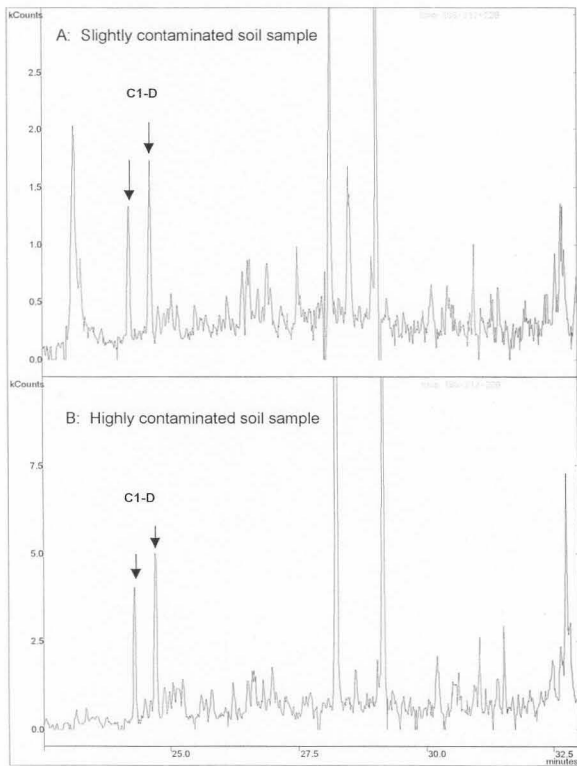 kCounts
A: Slightly contaminated soil sample
2.5
C1-D
2.0
1.5
1.0
0.5
0.0
kCounts
B: Highly contaminated soil sample
7.5
C1-D
5.0
2.5
0.0
25.0 27.5 30.0 32.5
minutes